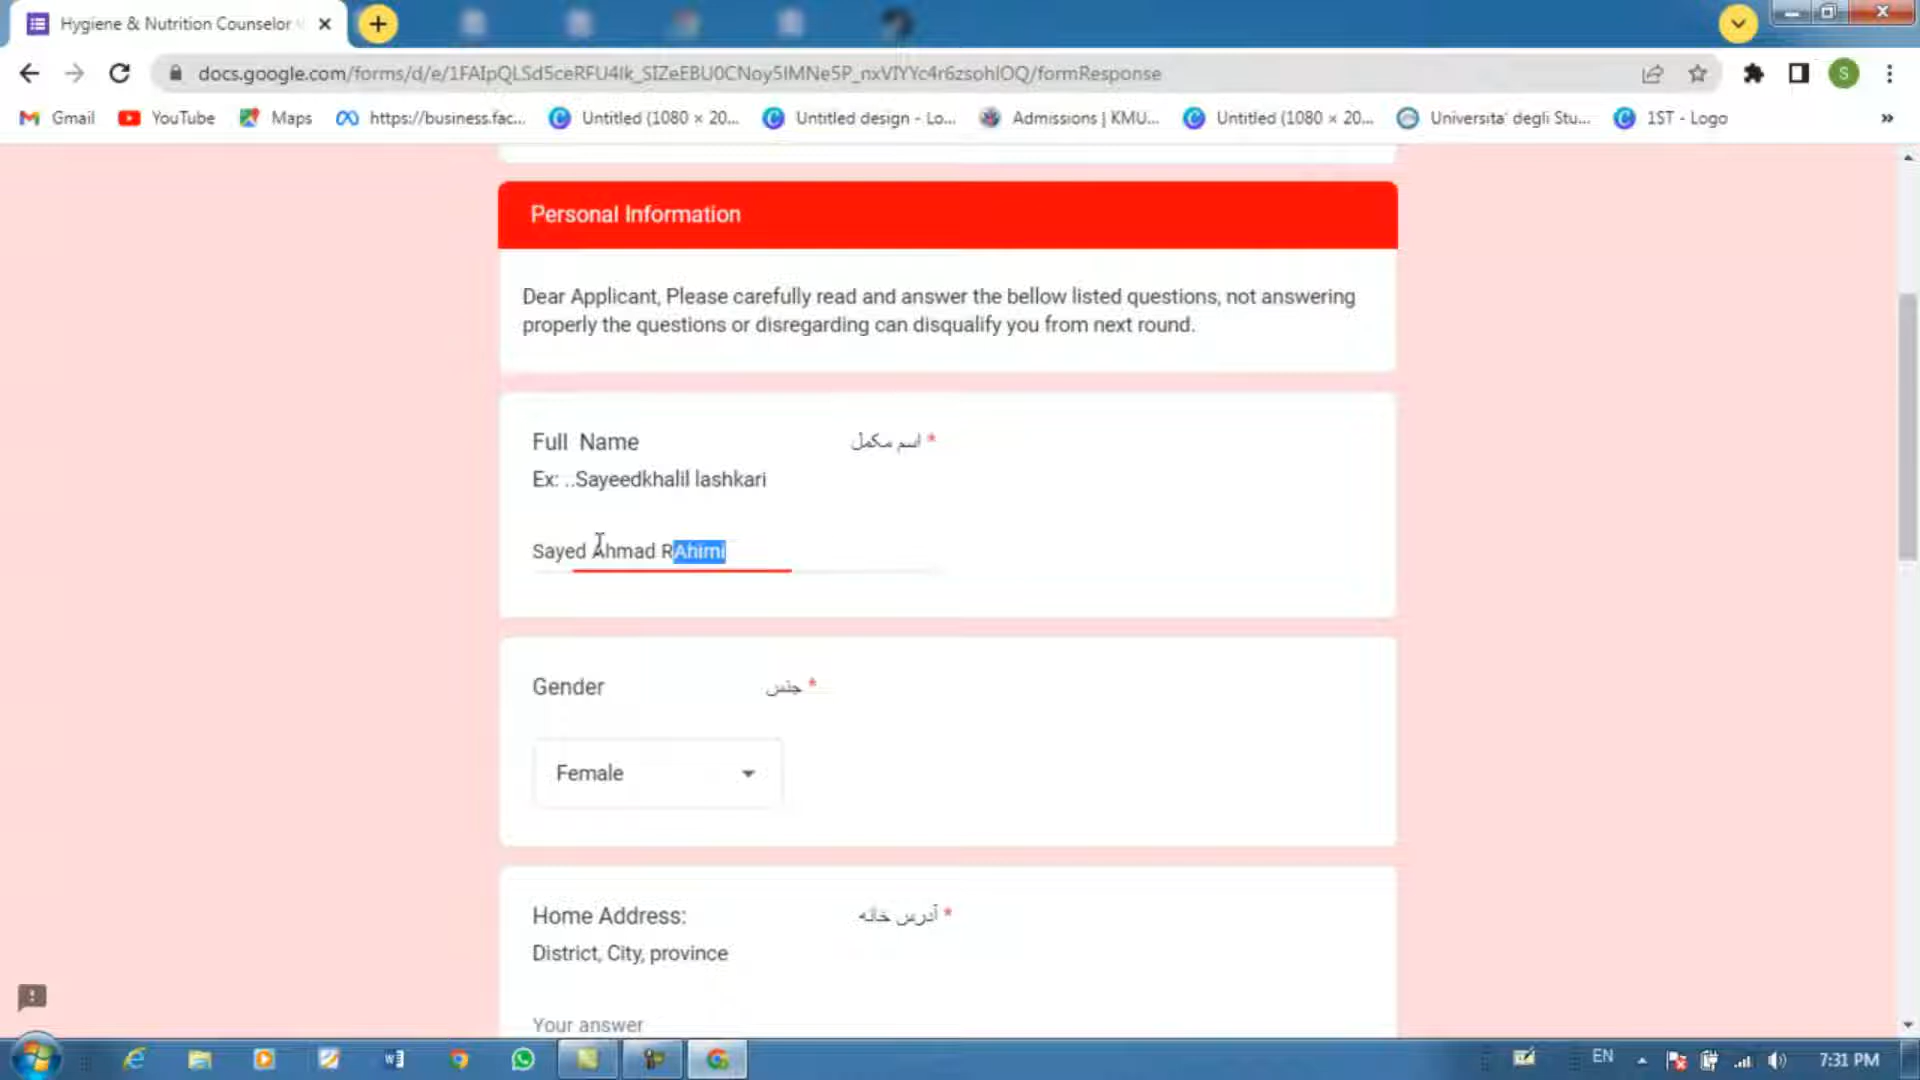 Hygiene & Nutrition Counselor
docs.google.com/forms/d/e/1FAIpQLSd5ceRFU4lk_SIZeEBU0CNoy5IMNe5P_nxVIYYc4r6zsohlOQ/formResponse
S
Gmail YouTube Maps https://business.fac... Untitled (1080 × 20... Untitled design - Lo... Admissions | KMU... Untitled (1080 × 20... Universita' degli Stu... 1ST - Logo »
Personal Information
Dear Applicant, Please carefully read and answer the bellow listed questions, not answering
properly the questions or disregarding can disqualify you from next round.
Full Name اسم مکمل *
Ex: ..Sayeedkhalil lashkari
Sayed Ahmad RAhimi
Gender جنس *
Female
Home Address: آدرس خانه *
District, City, province
Your answer
EN 7:31 PM